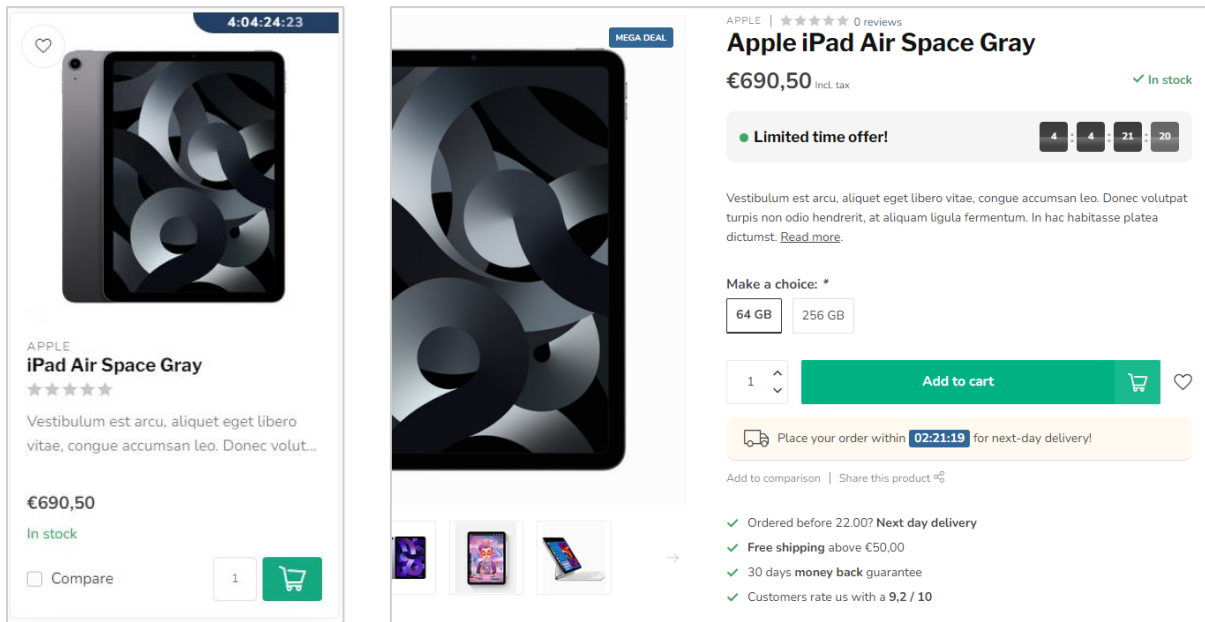 4:04:24:23
APPLE
iPad Air Space Gray
Vestibulum est arcu, aliquet eget libero
vitae, congue accumsan leo. Donec volut...
€690,50
In stock
Compare
1
MEGA DEAL
APPLE | 0 reviews
Apple iPad Air Space Gray
€690,50 Incl. tax
In stock
Limited time offer!
4 : 4 : 21 : 20
Vestibulum est arcu, aliquet eget libero vitae, congue accumsan leo. Donec volutpat
turpis non odio hendrerit, at aliquam ligula fermentum. In hac habitasse platea
dictumst. Read more.
Make a choice: *
64 GB
256 GB
1
Add to cart
Place your order within 02:21:19 for next-day delivery!
Add to comparison | Share this product
Ordered before 22.00? Next day delivery
Free shipping above €50,00
30 days money back guarantee
Customers rate us with a 9,2 / 10